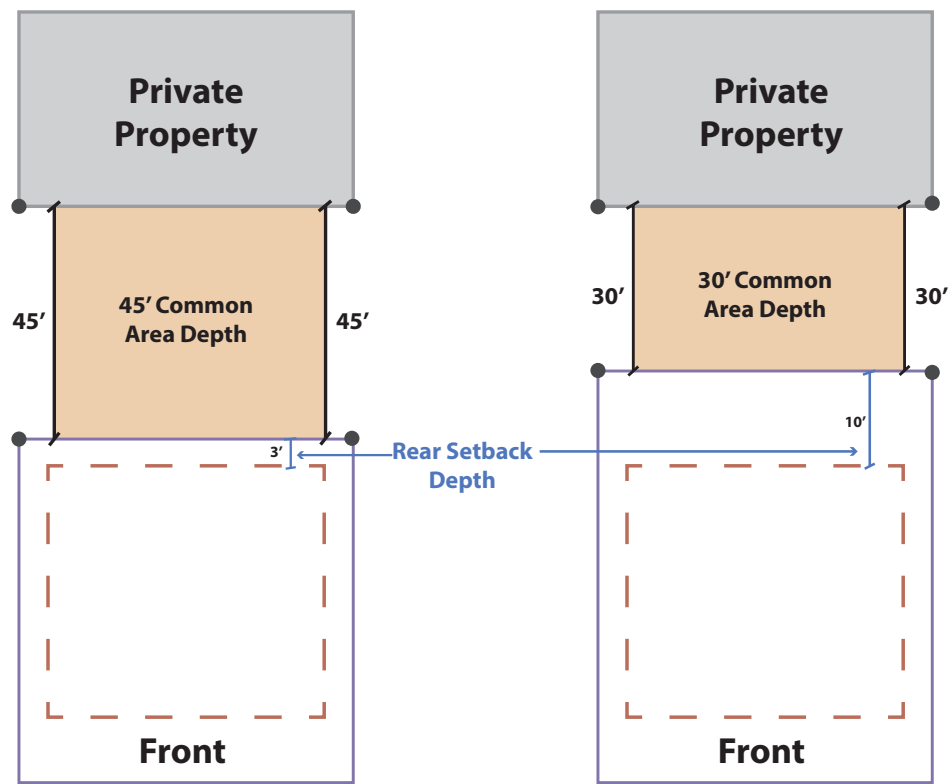 Private
Property
Private
Property
45’
45’ Common
Area Depth
45’
30’
30’ Common
Area Depth
30’
3’
Rear Setback
Depth
10’
Front
Front